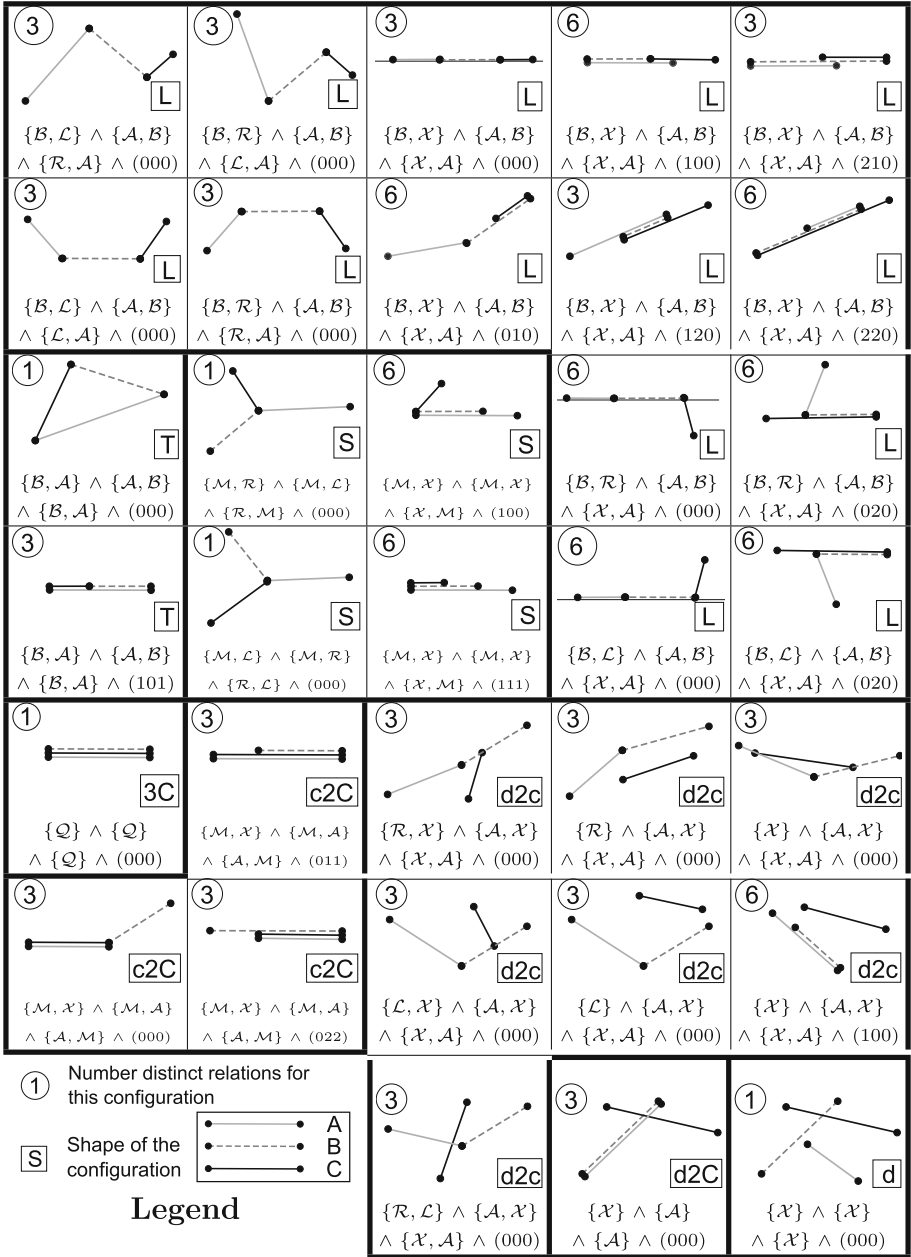 3 3 3 6 3
L L L L L
{B, L} ∧ {A, B} {B, R} ∧ {A, B} {B, X} ∧ {A, B} {B, X} ∧ {A, B} {B, X} ∧ {A, B}
∧ {R, A} ∧ (000) ∧ {L, A} ∧ (000) ∧ {X, A} ∧ (000) ∧ {X, A} ∧ (100) ∧ {X, A} ∧ (210)
3 3 6 3 6
L L L L L
{B, L} ∧ {A, B} {B, R} ∧ {A, B} {B, X} ∧ {A, B} {B, X} ∧ {A, B} {B, X} ∧ {A, B}
∧ {L, A} ∧ (000) ∧ {R, A} ∧ (000) ∧ {X, A} ∧ (010) ∧ {X, A} ∧ (120) ∧ {X, A} ∧ (220)
1 1 6 6 6
T S S L L
{B, A} ∧ {A, B} {M, R} ∧ {M, L} {M, X} ∧ {M, X} {B, R} ∧ {A, B} {B, R} ∧ {A, B}
∧ {B, A} ∧ (000) ∧ {R, M} ∧ (000) ∧ {X, M} ∧ (100) ∧ {X, A} ∧ (000) ∧ {X, A} ∧ (020)
3 1 6 6 6
T S S L L
{B, A} ∧ {A, B} {M, L} ∧ {M, R} {M, X} ∧ {M, X} {B, L} ∧ {A, B} {B, L} ∧ {A, B}
∧ {B, A} ∧ (101) ∧ {R, L} ∧ (000) ∧ {X, M} ∧ (111) ∧ {X, A} ∧ (000) ∧ {X, A} ∧ (020)
1 3 3 3 3
3C c2C d2c d2c d2c
{Q} ∧ {Q} {M, X} ∧ {M, A} {R, X} ∧ {A, X} {R} ∧ {A, X} {X} ∧ {A, X}
∧ {Q} ∧ (000) ∧ {A, M} ∧ (011) ∧ {X, A} ∧ (000) ∧ {X, A} ∧ (000) ∧ {X, A} ∧ (000)
3 3 3 3 6
c2C c2C d2c d2c d2c
{M, X} ∧ {M, A} {M, X} ∧ {M, A} {L, X} ∧ {A, X} {L} ∧ {A, X} {X} ∧ {A, X}
∧ {A, M} ∧ (000) ∧ {A, M} ∧ (022) ∧ {X, A} ∧ (000) ∧ {X, A} ∧ (000) ∧ {X, A} ∧ (100)
1 Number distinct relations for
this configuration
S Shape of the
configuration
A
B
C
Legend
3 3 1
d2c d2C d
{R, L} ∧ {A, X} {X} ∧ {A} {X} ∧ {X}
∧ {X, A} ∧ (000) ∧ {A} ∧ (000) ∧ {X} ∧ (000)